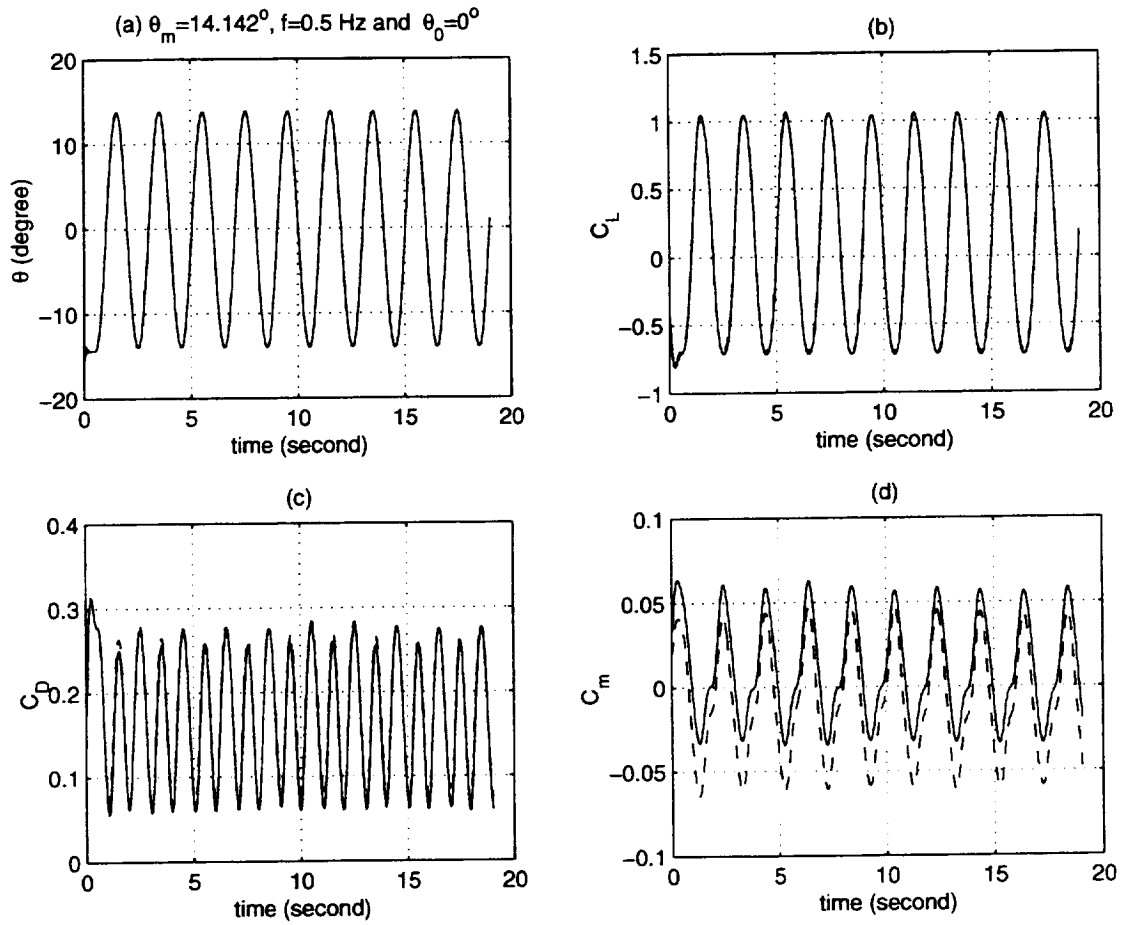 (a) θm=14.142°, f=0.5 Hz and θ0=0°
20
10
0
−10
−20
θ (degree)
0 5 10 15 20
time (second)
(b)
1.5
1
0.5
0
−0.5
−1
CL
0 5 10 15 20
time (second)
(c)
0.4
0.3
0.2
0.1
0
CD
0 5 10 15 20
time (second)
(d)
0.1
0.05
0
−0.05
−0.1
Cm
0 5 10 15 20
time (second)